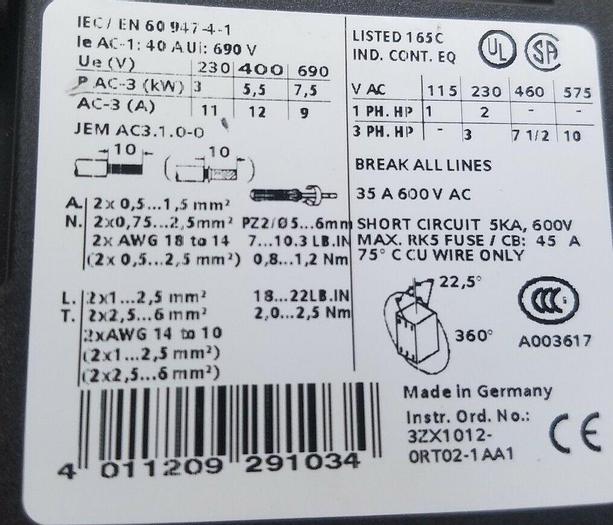 IEC / EN 60 947-4-1
Ie AC-1: 40 A Ui: 690 V
Ue (V) 230 400 690
P AC-3 (kW) 3 5,5 7,5
AC-3 (A) 11 12 9
JEM AC3.1.0-0
10 ( 10 )
A. 2x 0,5...1,5 mm²
N. 2x0,75...2,5mm² PZ2/Ø5...6mm
2x AWG 18 to 14 7...10.3 LB.IN
(2x 0,5...2,5 mm²) 0,8...1,2 Nm
L. 2x1...2,5 mm² 18...22LB.IN
T. 2x2,5...6 mm² 2,0...2,5 Nm
2xAWG 14 to 10
(2x1...2,5 mm²)
(2x2,5...6 mm²)
4 011209 291034
LISTED 165C
IND. CONT. EQ
UL SA
V AC 115 230 460 575
1 PH. HP 1 2 - -
3 PH. HP - 3 7 1/2 10
BREAK ALL LINES
35 A 600 V AC
SHORT CIRCUIT 5KA, 600V
MAX. RK5 FUSE / CB: 45 A
75° C CU WIRE ONLY
22,5°
360°
CCC S
A003617
Made in Germany
Instr. Ord. No.:
3ZX1012-
0RT02-1AA1
CE